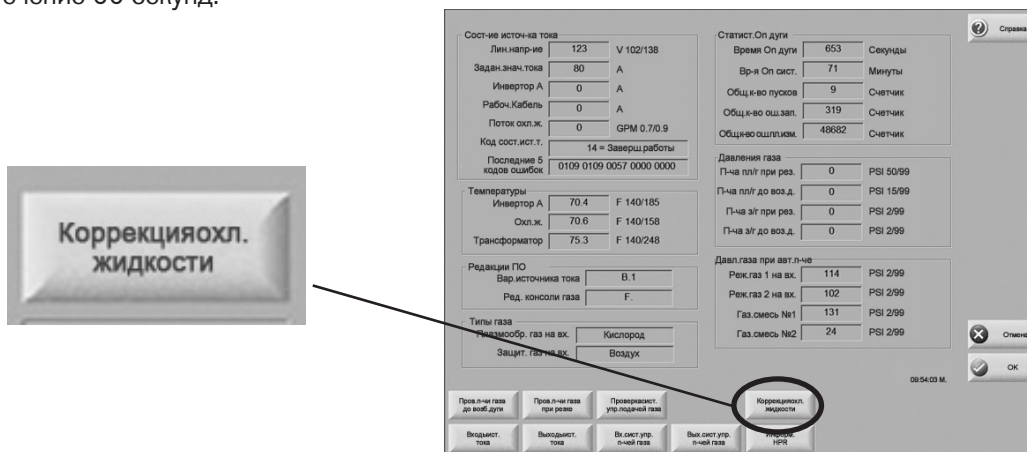 чение 60 секунд.
Коррекцияохл.
жидкости
Сост-ие источ-ка тока
Лин.напр-ие 123 V 102/138
Задан.знач.тока 80 A
Инвертор А 0 A
Рабоч.Кабель 0 A
Поток охл.ж. 0 GPM 0.7/0.9
Код сост.ист.т. 14 = Заверш.работы
Последние 5
кодов ошибок 0109 0109 0057 0000 0000
Температуры
Инвертор А 70.4 F 140/185
Охл.ж. 70.6 F 140/158
Трансформатор 75.3 F 140/248
Редакции ПО
Вар.источника тока B.1
Ред. консоли газа F.
Типы газа
Плазмообр. газ на вх. Кислород
Защит. газ на вх. Воздух
Статист.Оп дуги
Время Оп дуги 653 Секунды
Вр-я Оп сист. 71 Минуты
Общ.к-во пусков 9 Счетчик
Общ.к-во ош.зап. 319 Счетчик
Общ.к-во ош.пл.изм. 48682 Счетчик
Давления газа
П-ча пл/г при рез. 0 PSI 50/99
П-ча пл/г до воз.д. 0 PSI 15/99
П-ча з/г при рез. 0 PSI 2/99
П-ча з/г до воз.д. 0 PSI 2/99
Давл.газа при авт.п-че
Реж.газ 1 на вх. 114 PSI 2/99
Реж.газ 2 на вх. 102 PSI 2/99
Газ.смесь №1 131 PSI 2/99
Газ.смесь №2 24 PSI 2/99
Справка
Отмена
OK
09:54:03 М.
Пров.п-чи газа
до возб.дуги
Пров.п-чи газа
при резке
Проверкасист.
упр.подачей газа
Коррекцияохл.
жидкости
Входыист.
тока
Выходыист.
тока
Вх.сист.упр.
п-чей газа
Вых.сист.упр.
п-чей газа
Информ.
HPR